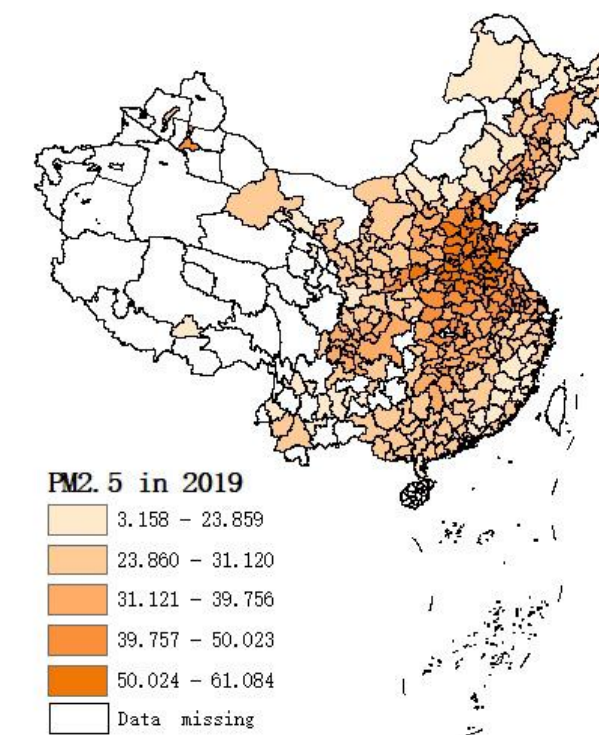 PM2.5 in 2019
3.158 - 23.859
23.860 - 31.120
31.121 - 39.756
39.757 - 50.023
50.024 - 61.084
Data missing